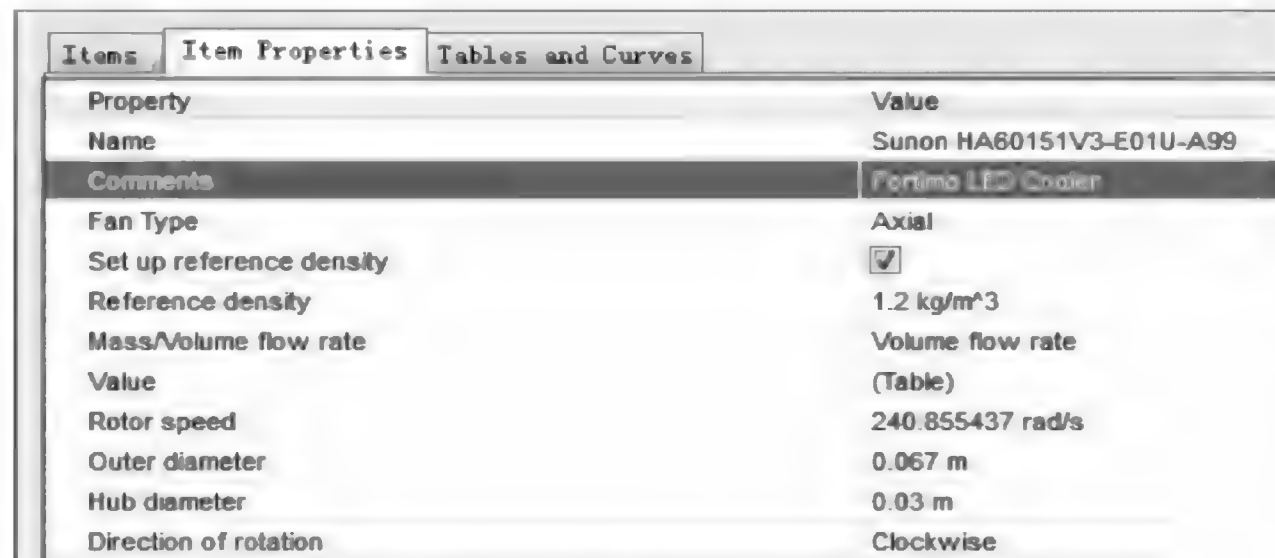 Items Item Properties Tables and Curves
Property Value
Name Sunon HA60151V3-E01U-A99
Comments Fortimo LED Cooler
Fan Type Axial
Set up reference density
Reference density 1.2 kg/m^3
Mass/Volume flow rate Volume flow rate
Value (Table)
Rotor speed 240.855437 rad/s
Outer diameter 0.067 m
Hub diameter 0.03 m
Direction of rotation Clockwise